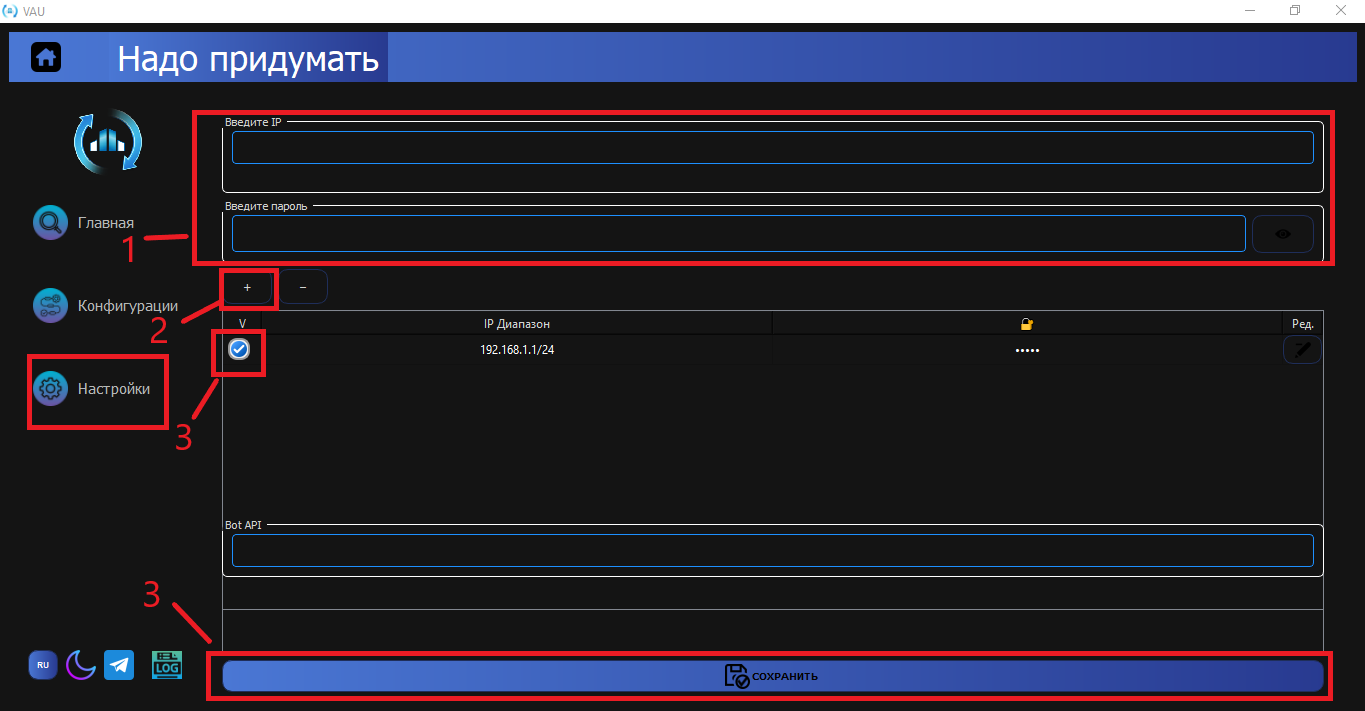 VAU
Надо придумать
Введите IP
Главная
Введите пароль
1
+ -
Конфигурации
2
V IP Диапазон Ред.
192.168.1.1/24 •••••
Настройки
3
Bot API
3
RU LOG
СОХРАНИТЬ